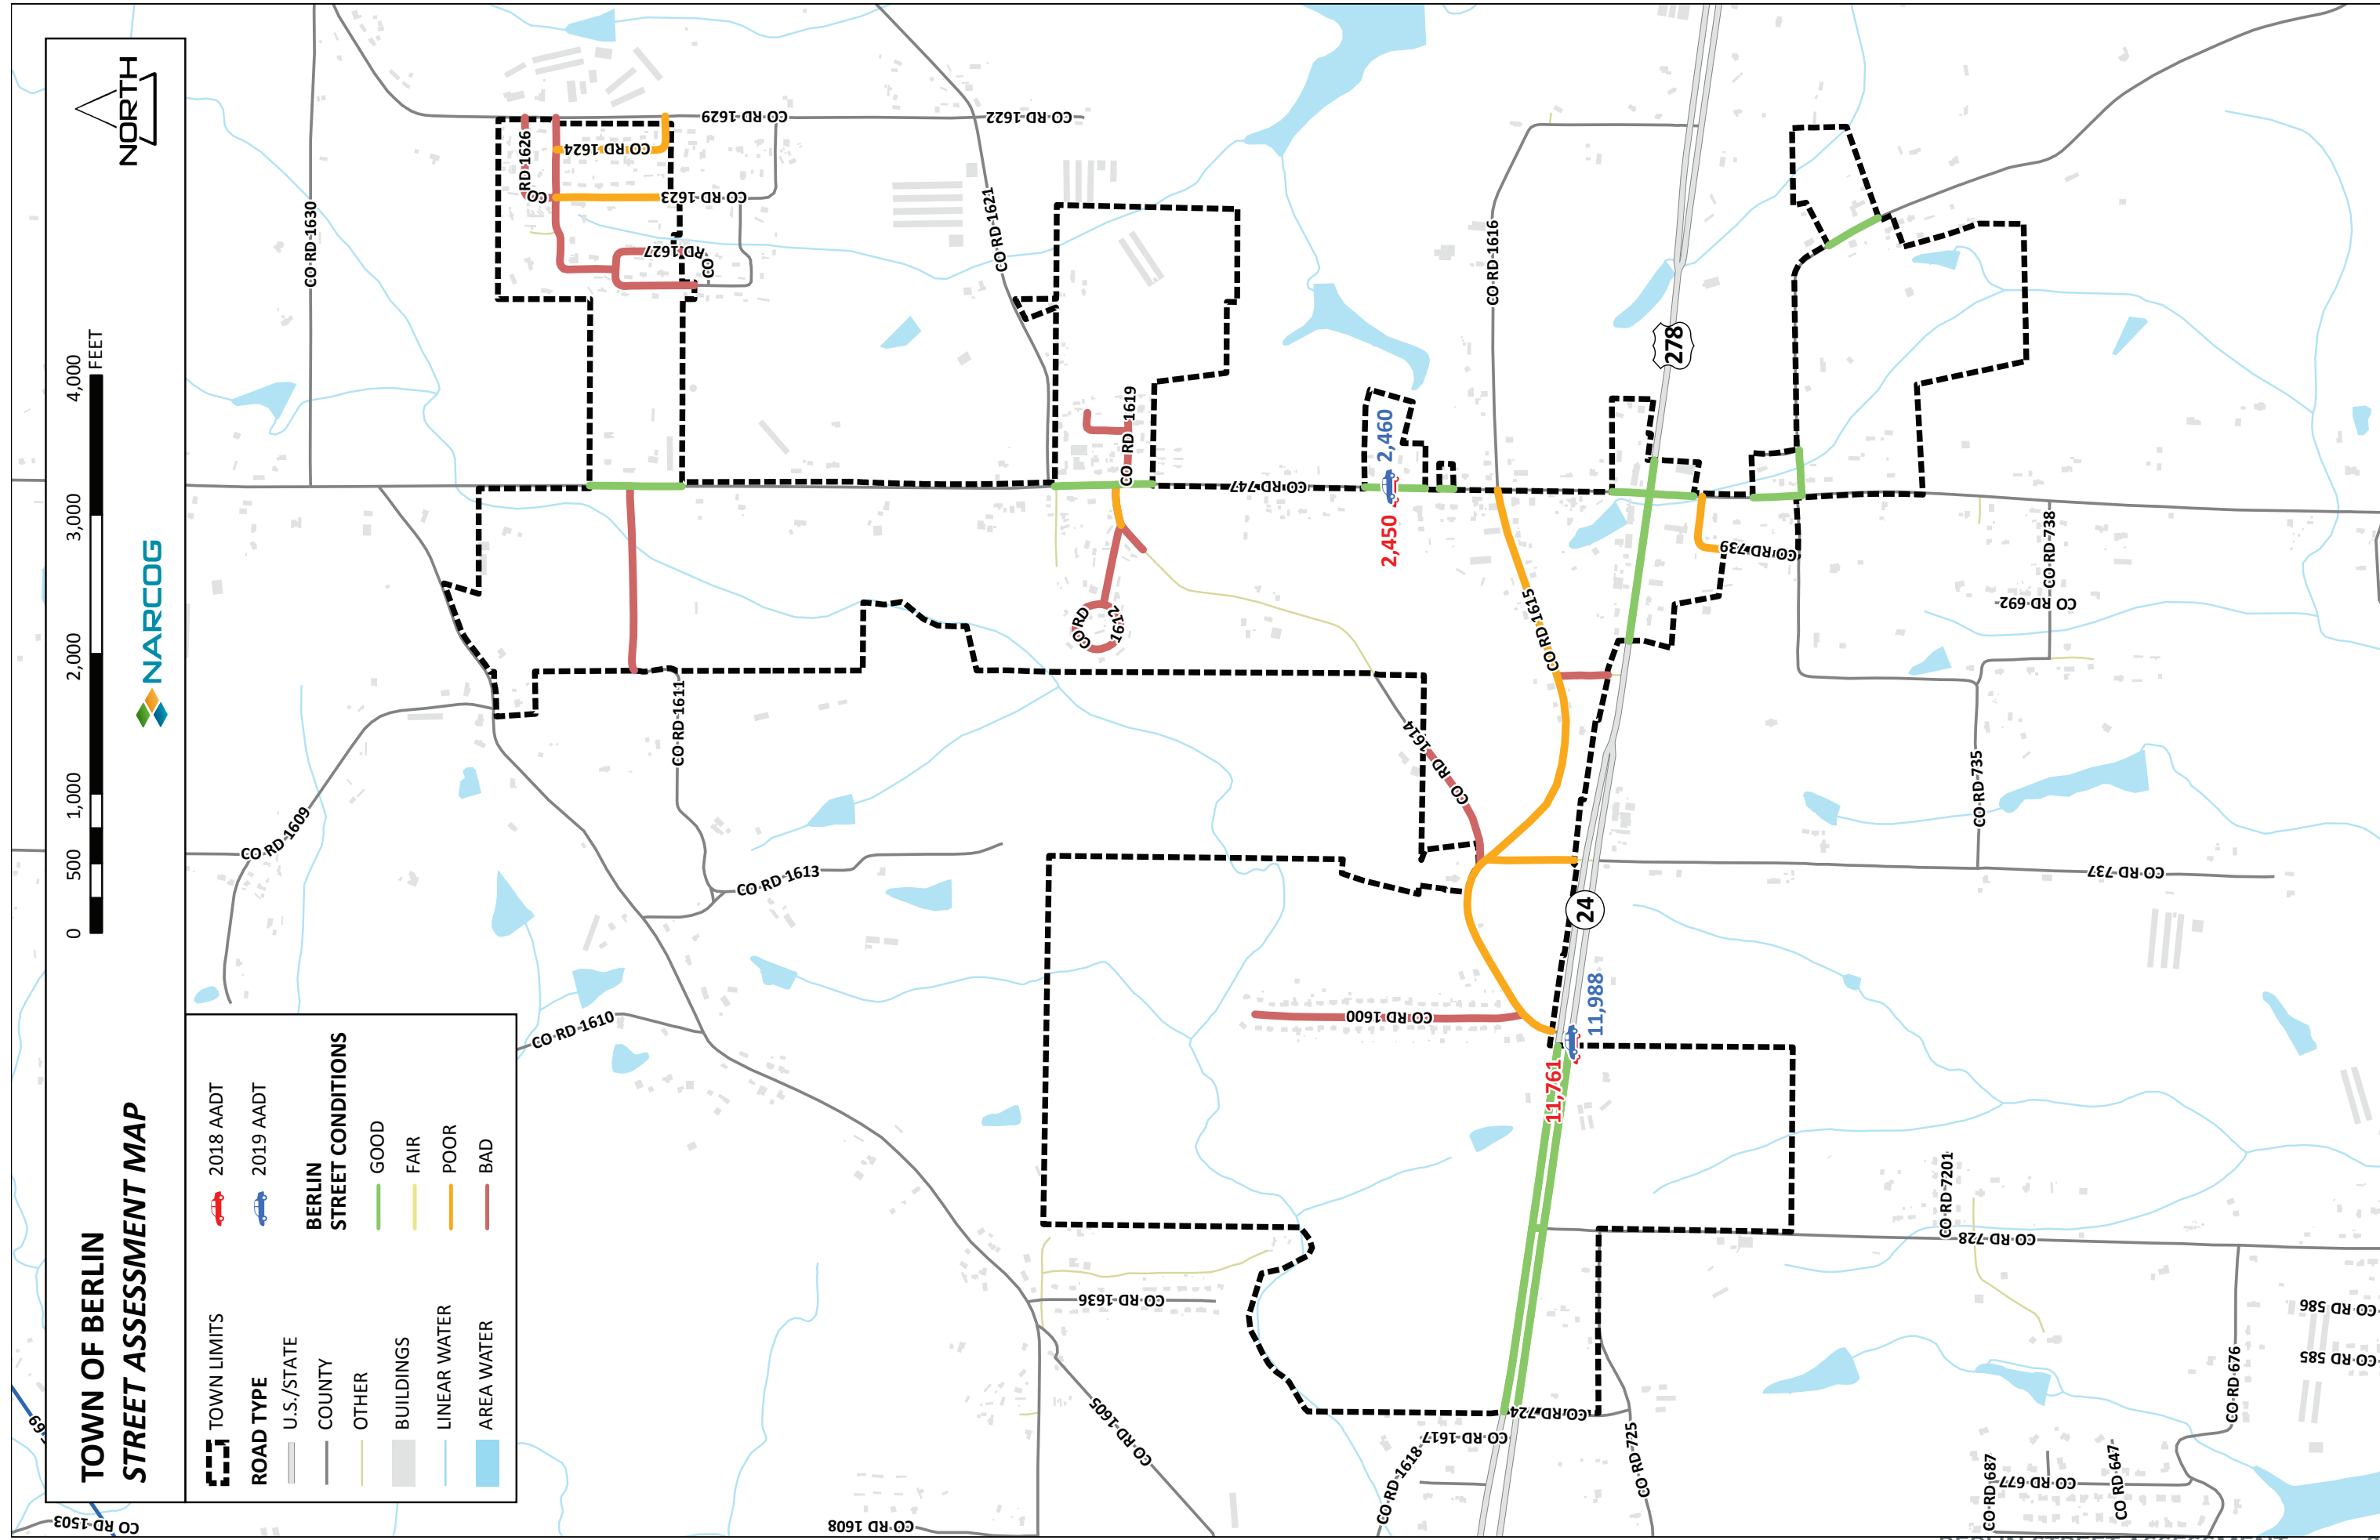 TOWN OF BERLIN
STREET ASSESSMENT MAP
0 500 1,000 2,000 3,000 4,000
FEET
NARCOG
NORTH
TOWN LIMITS
ROAD TYPE
U.S./STATE
COUNTY
OTHER
BUILDINGS
LINEAR WATER
AREA WATER
2018 AADT
2019 AADT
BERLIN
STREET CONDITIONS
GOOD
FAIR
POOR
BAD
CO RD 1503
CO RD 1608
CO RD 1605
CO RD 1636
CO RD 1610
CO RD 1609
CO RD 1613
CO RD 1611
CO RD 1630
CO RD 1626
CO RD 1624
CO RD 1623
CO RD 1627
CO RD 1629
CO RD 1622
CO RD 1621
CO RD 1619
CO RD 1612
CO RD 747
CO RD 1616
CO RD 1615
CO RD 1614
CO RD 1600
2,460
2,450
278
24
11,988
11,761
CO RD 739
CO RD 738
CO RD 692
CO RD 735
CO RD 737
CO RD 7201
CO RD 728
CO RD 724
CO RD 725
CO RD 1617
CO RD 1618
CO RD 586
CO RD 585
CO RD 676
CO RD 647
CO RD 677
CO RD 687